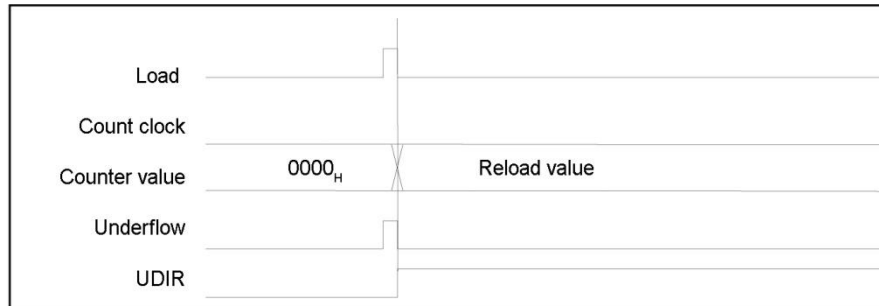 Load
Count clock
Counter value 0000H Reload value
Underflow
UDIR